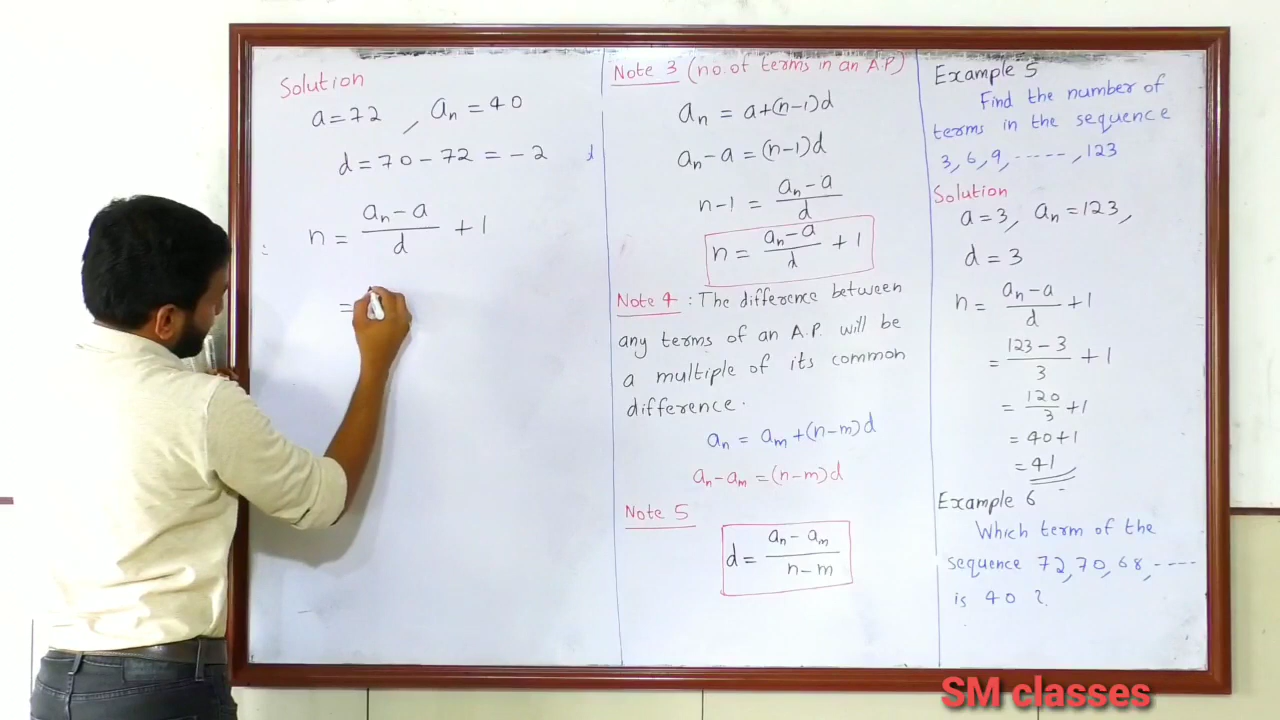 Solution
a = 72 , aₙ = 40
d = 70 - 72 = -2
n = (aₙ - a)/d + 1
=
Note 3 (no. of terms in an A.P)
aₙ = a+(n-1)d
aₙ - a = (n-1)d
n-1 = (aₙ - a)/d
n = (aₙ - a)/d + 1
Note 4 : The difference between
any terms of an A.P. will be
a multiple of its common
difference.
aₙ = aₘ + (n-m)d
aₙ - aₘ = (n-m)d
Note 5
d = (aₙ - aₘ)/(n-m)
Example 5
Find the number of
terms in the sequence
3, 6, 9, ----- , 123
Solution
a = 3, aₙ = 123,
d = 3
n = (aₙ - a)/d + 1
= (123 - 3)/3 + 1
= 120/3 + 1
= 40+1
= 41
Example 6
Which term of the
sequence 72, 70, 68, ----
is 40 ?
SM classes